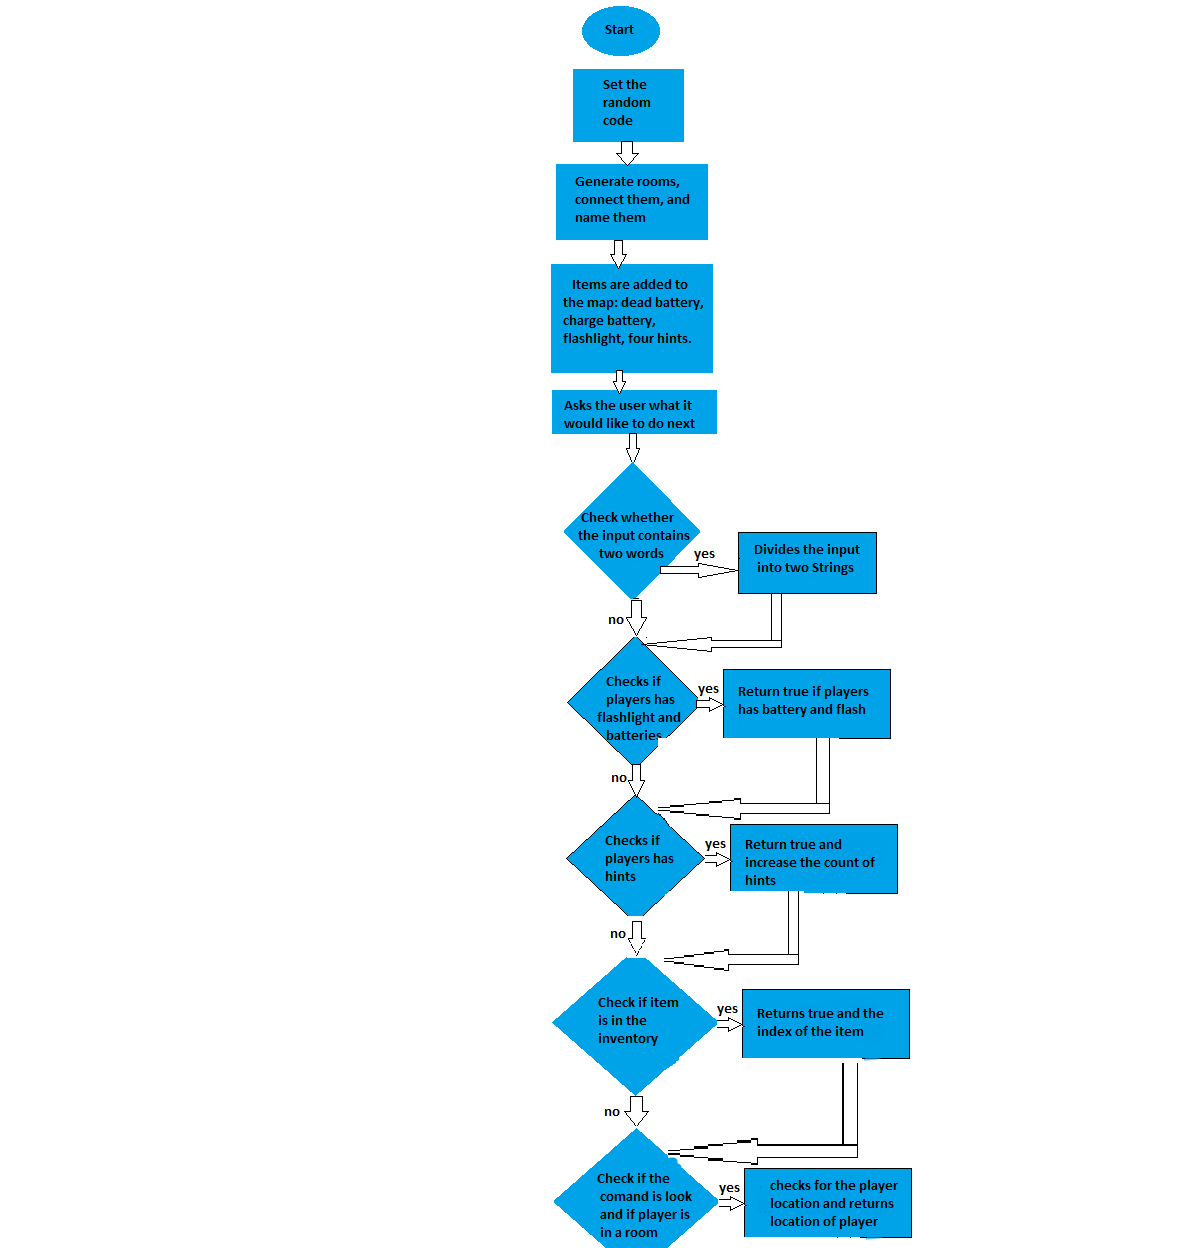 Start
Set the
random
code
Generate rooms,
connect them, and
name them
Items are added to
the map: dead battery,
charge battery,
flashlight, four hints.
Asks the user what it
would like to do next
Check whether
the input contains
two words
yes
Divides the input
into two Strings
no
Checks if
players has
flashlight and
batteries
yes
Return true if players
has battery and flash
no
Checks if
players has
hints
yes
Return true and
increase the count of
hints
no
Check if item
is in the
inventory
yes
Returns true and the
index of the item
no
Check if the
comand is look
and if player is
in a room
yes
checks for the player
location and returns
location of player